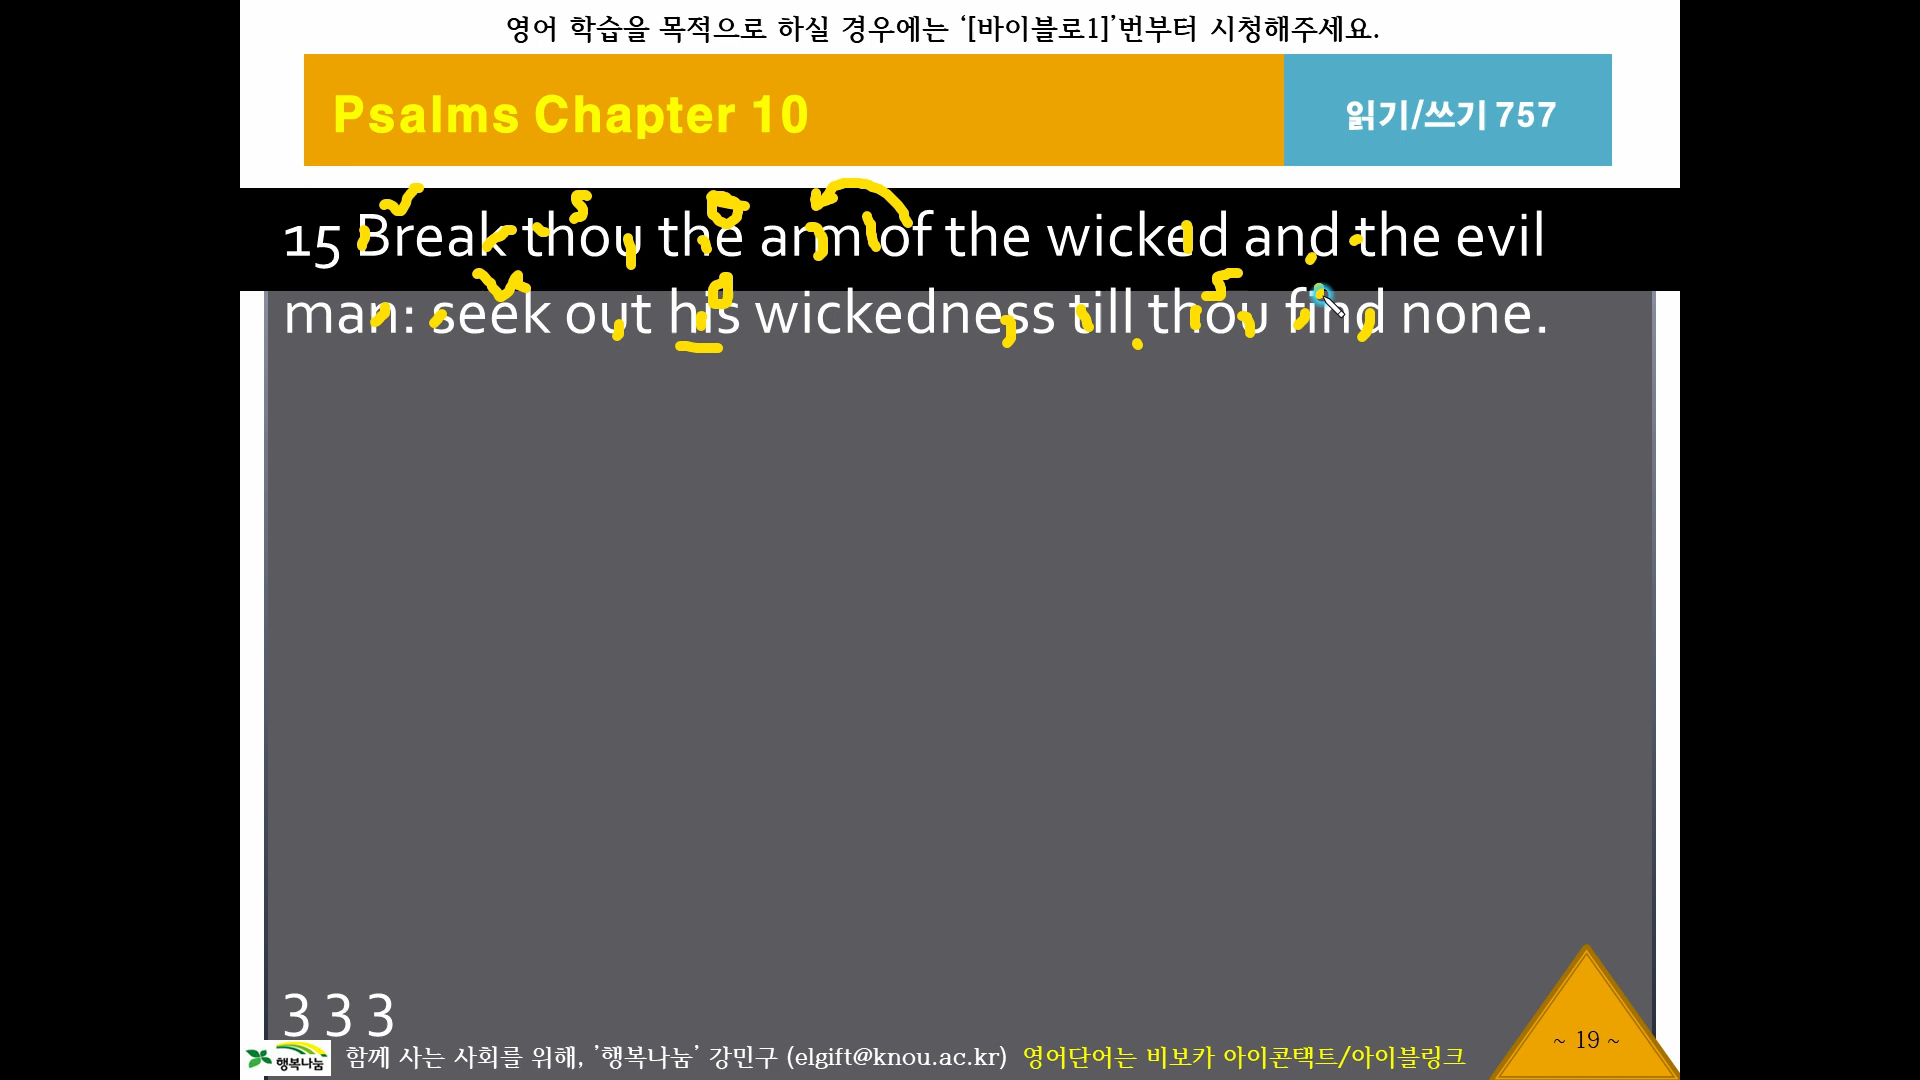 영어 학습을 목적으로 하실 경우에는 ‘[바이블로1]’번부터 시청해주세요.
Psalms Chapter 10
읽기/쓰기 757
15 Break thou the arm of the wicked and the evil
man: seek out his wickedness till thou find none.
3 3 3
~ 19 ~
행복나눔
함께 사는 사회를 위해, ’행복나눔’ 강민구 (elgift@knou.ac.kr) 영어단어는 비보카 아이콘택트/아이블링크